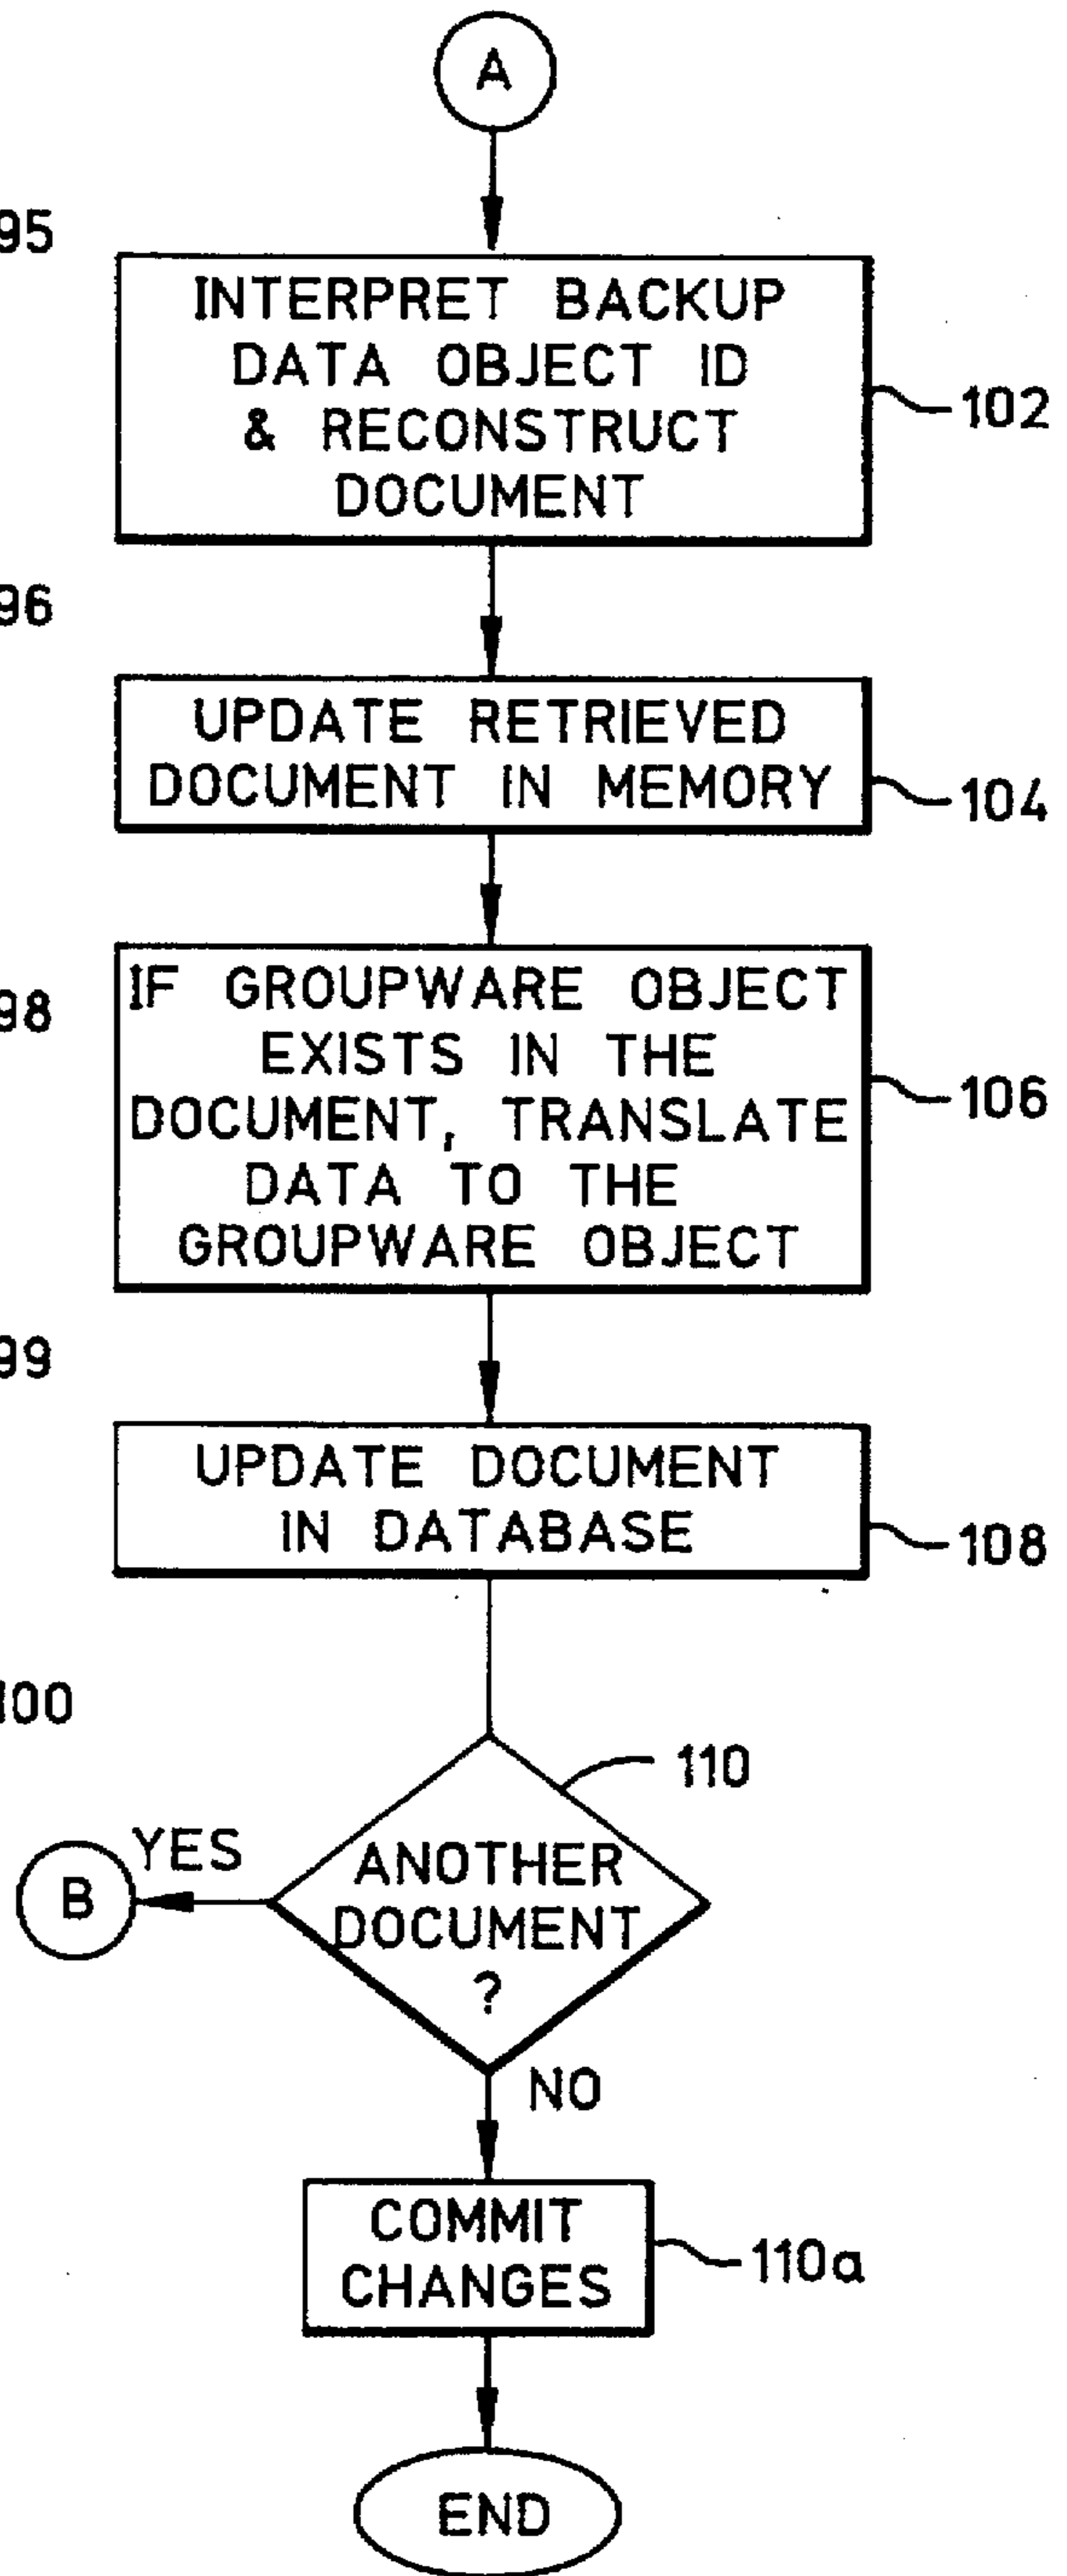 A
95
INTERPRET BACKUP
DATA OBJECT ID
& RECONSTRUCT
DOCUMENT
102
96
UPDATE RETRIEVED
DOCUMENT IN MEMORY
104
98
IF GROUPWARE OBJECT
EXISTS IN THE
DOCUMENT, TRANSLATE
DATA TO THE
GROUPWARE OBJECT
106
99
UPDATE DOCUMENT
IN DATABASE
108
100
110
YES
B
ANOTHER
DOCUMENT
?
NO
COMMIT
CHANGES
110a
END